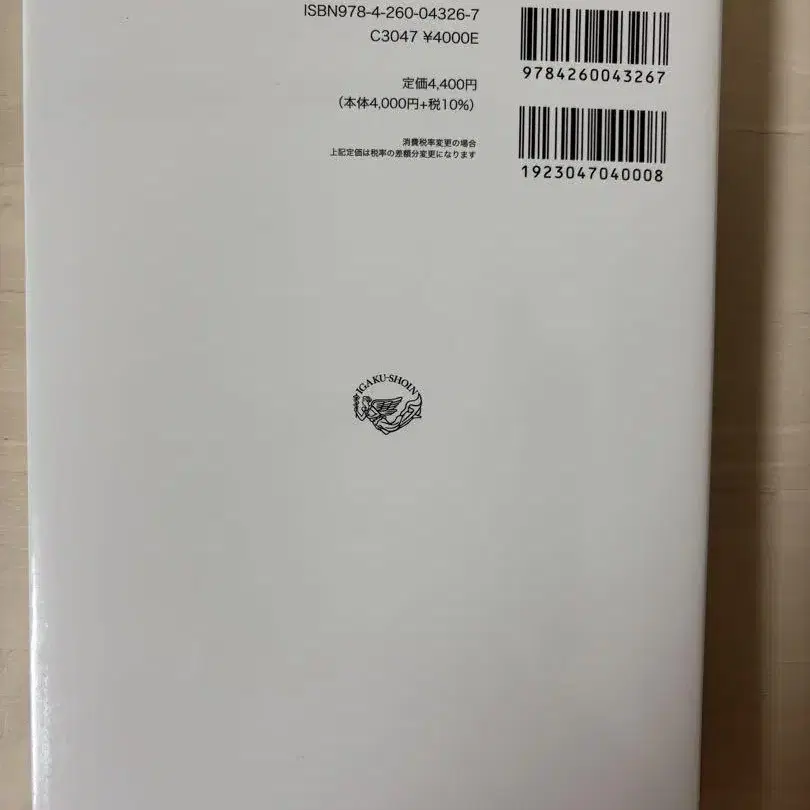 ISBN978-4-260-04326-7
C3047 ¥4000E
定価4,400円
（本体4,000円+税10%）
消費税率変更の場合
上記定価は税率の差額分変更になります
9784260043267
1923047040008
IGAKU-SHOIN